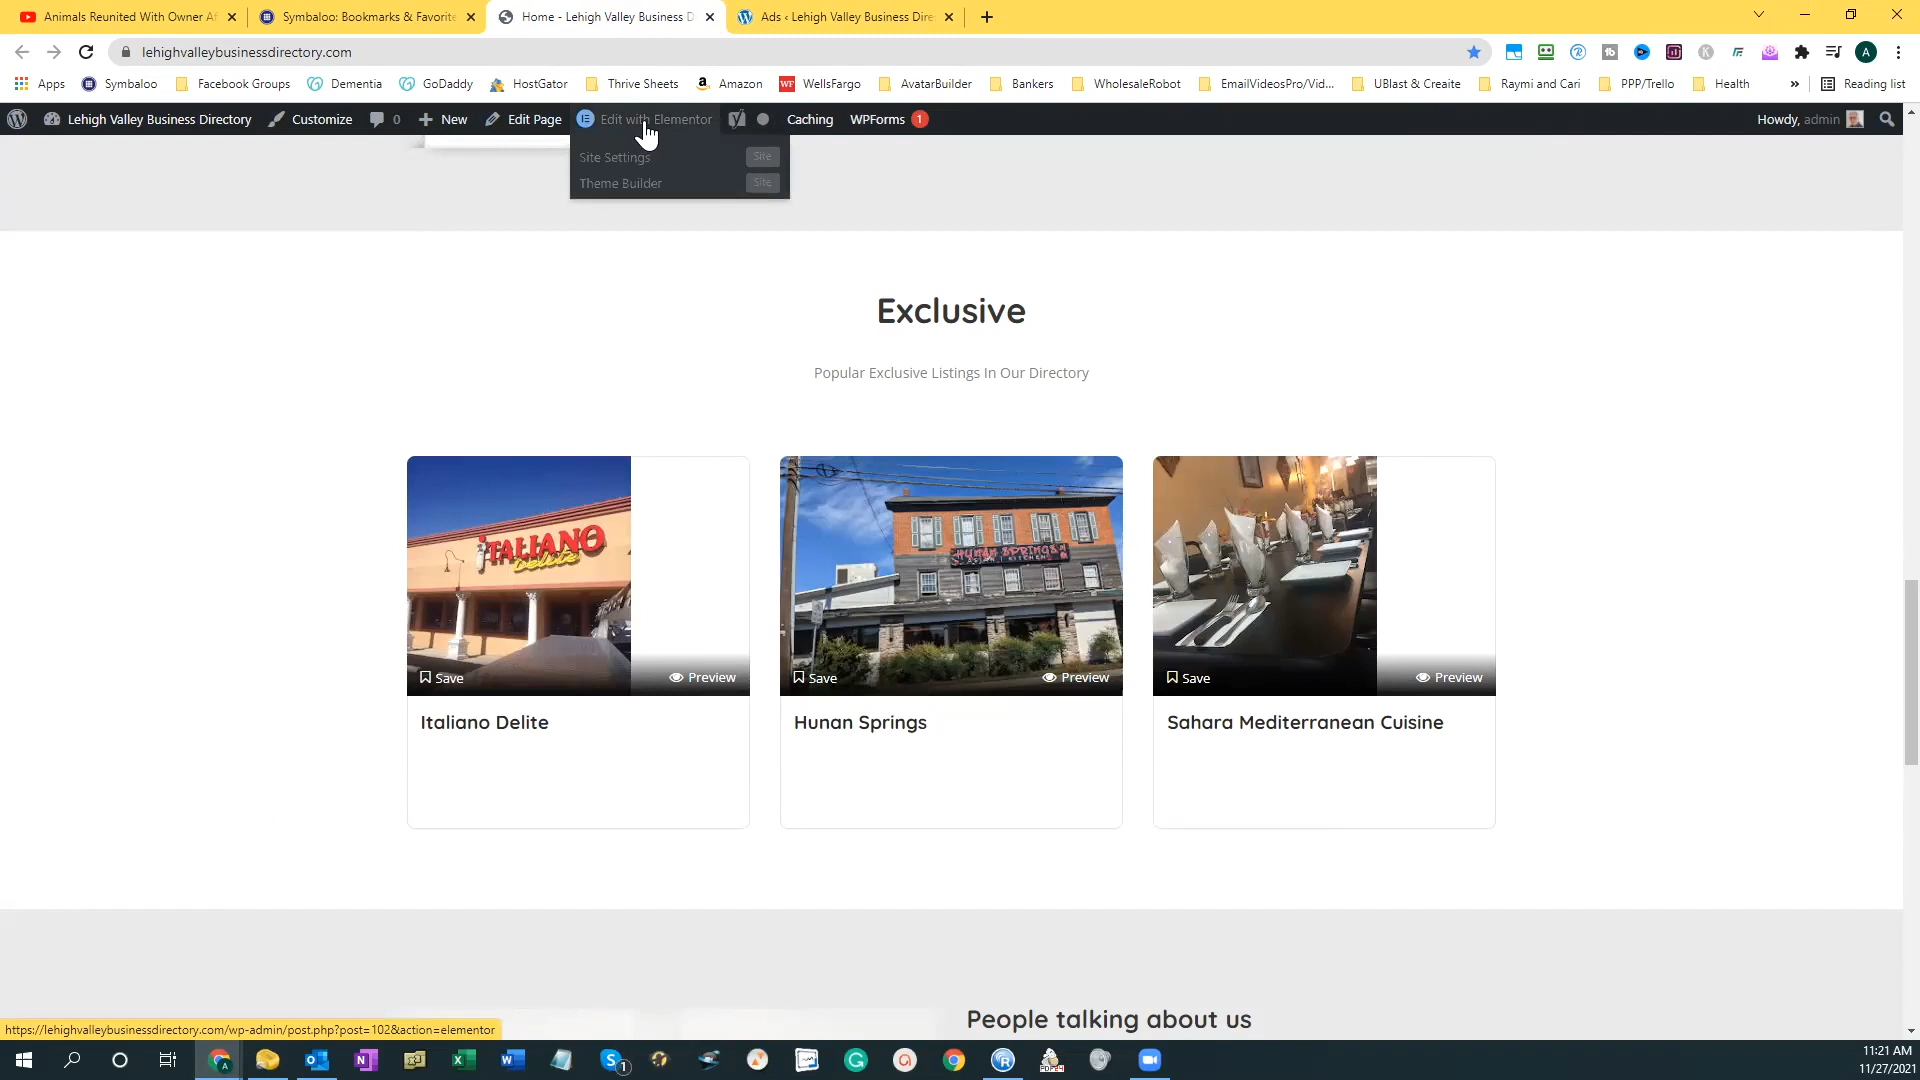 Animals Reunited With Owner Af
Symbaloo: Bookmarks & Favorite
Home - Lehigh Valley Business D
Ads ‹ Lehigh Valley Business Dire
lehighvalleybusinessdirectory.com
Apps
Symbaloo
Facebook Groups
Dementia
GoDaddy
HostGator
Thrive Sheets
Amazon
WellsFargo
AvatarBuilder
Bankers
WholesaleRobot
EmailVideosPro/Vid...
UBlast & Creaite
Raymi and Cari
PPP/Trello
Health
»
Reading list
Lehigh Valley Business Directory
Customize
0
New
Edit Page
Edit with Elementor
Caching
WPForms 1
Howdy, admin
Site Settings Site
Theme Builder Site
Exclusive
Popular Exclusive Listings In Our Directory
ITALIANO
Delite
HUNAN SPRINGS
ASIAN KITCHEN
Save Preview
Save Preview
Save Preview
Italiano Delite
Hunan Springs
Sahara Mediterranean Cuisine
People talking about us
https://lehighvalleybusinessdirectory.com/wp-admin/post.php?post=102&action=elementor
11:21 AM
11/27/2021